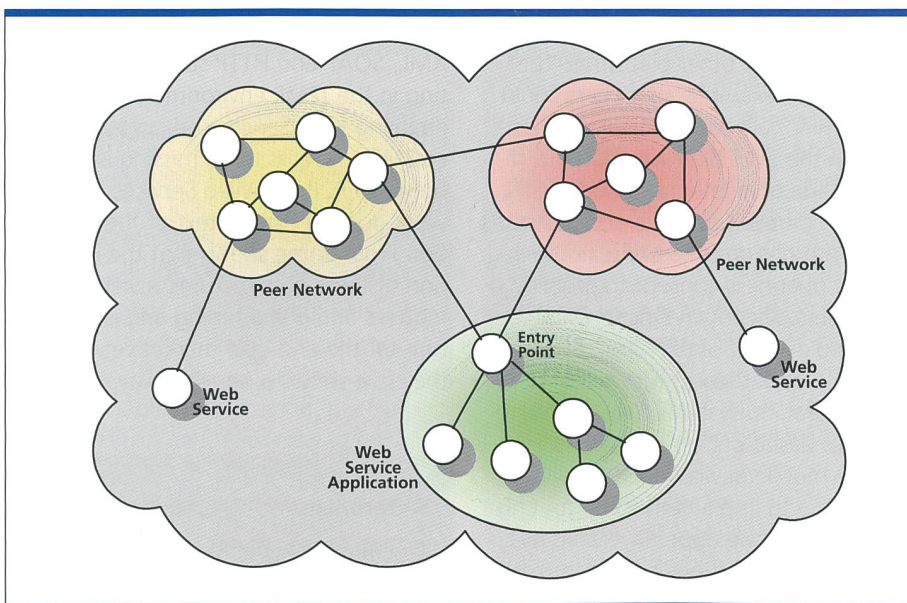 Peer Network
Peer Network
Entry
Point
Web
Service
Web
Service
Web
Service
Application